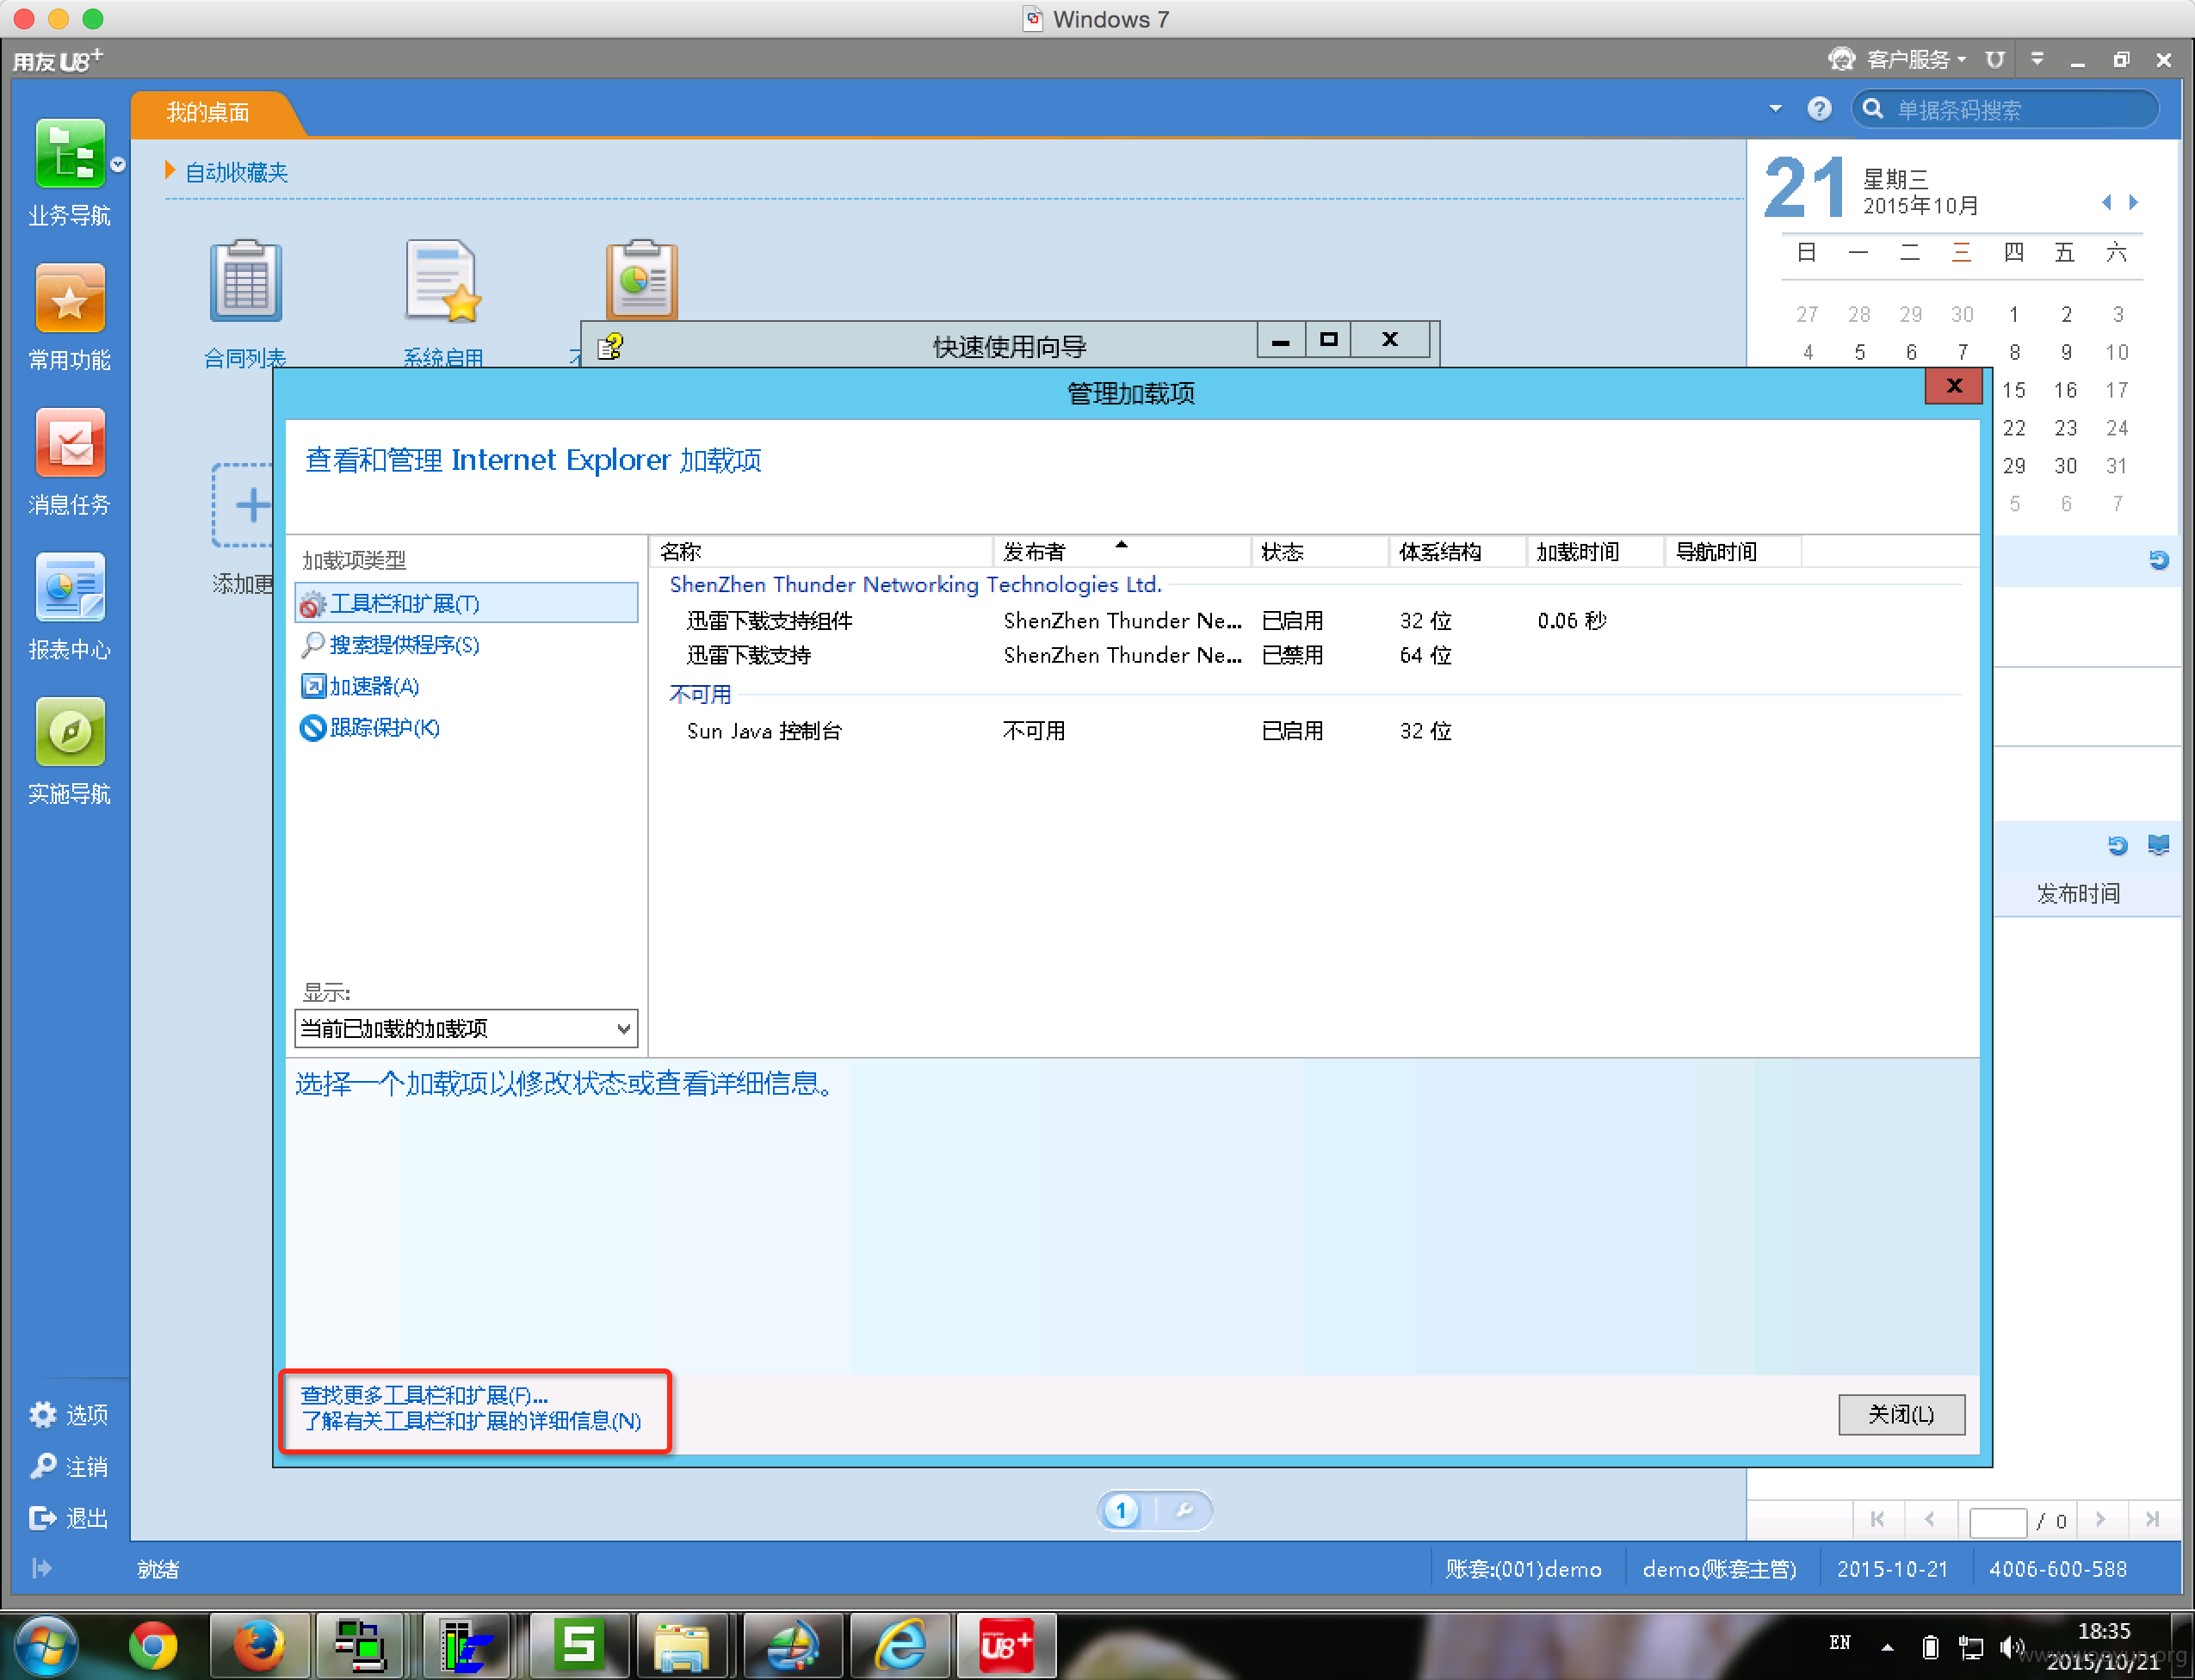 Windows 7
用友 U8+
客户服务
我的桌面
单据条码搜索
业务导航
常用功能
消息任务
报表中心
实施导航
自动收藏夹
合同列表
系统启用
添加更
21
星期三
2015年10月
日 一 二 三 四 五 六
27 28 29 30 1 2 3
4 5 6 7 8 9 10
15 16 17
22 23 24
29 30 31
5 6 7
快速使用向导
管理加载项
查看和管理 Internet Explorer 加载项
加载项类型
工具栏和扩展(T)
搜索提供程序(S)
加速器(A)
跟踪保护(K)
名称 发布者 状态 体系结构 加载时间 导航时间
ShenZhen Thunder Networking Technologies Ltd.
迅雷下载支持组件 ShenZhen Thunder Ne... 已启用 32 位 0.06 秒
迅雷下载支持 ShenZhen Thunder Ne... 已禁用 64 位
不可用
Sun Java 控制台 不可用 已启用 32 位
显示:
当前已加载的加载项
选择一个加载项以修改状态或查看详细信息。
查找更多工具栏和扩展(F)...
了解有关工具栏和扩展的详细信息(N)
关闭(L)
发布时间
选项
注销
退出
1
/ 0
就绪
账套:(001)demo
demo(账套主管)
2015-10-21
4006-600-588
U8+
EN
18:35
2015/10/21